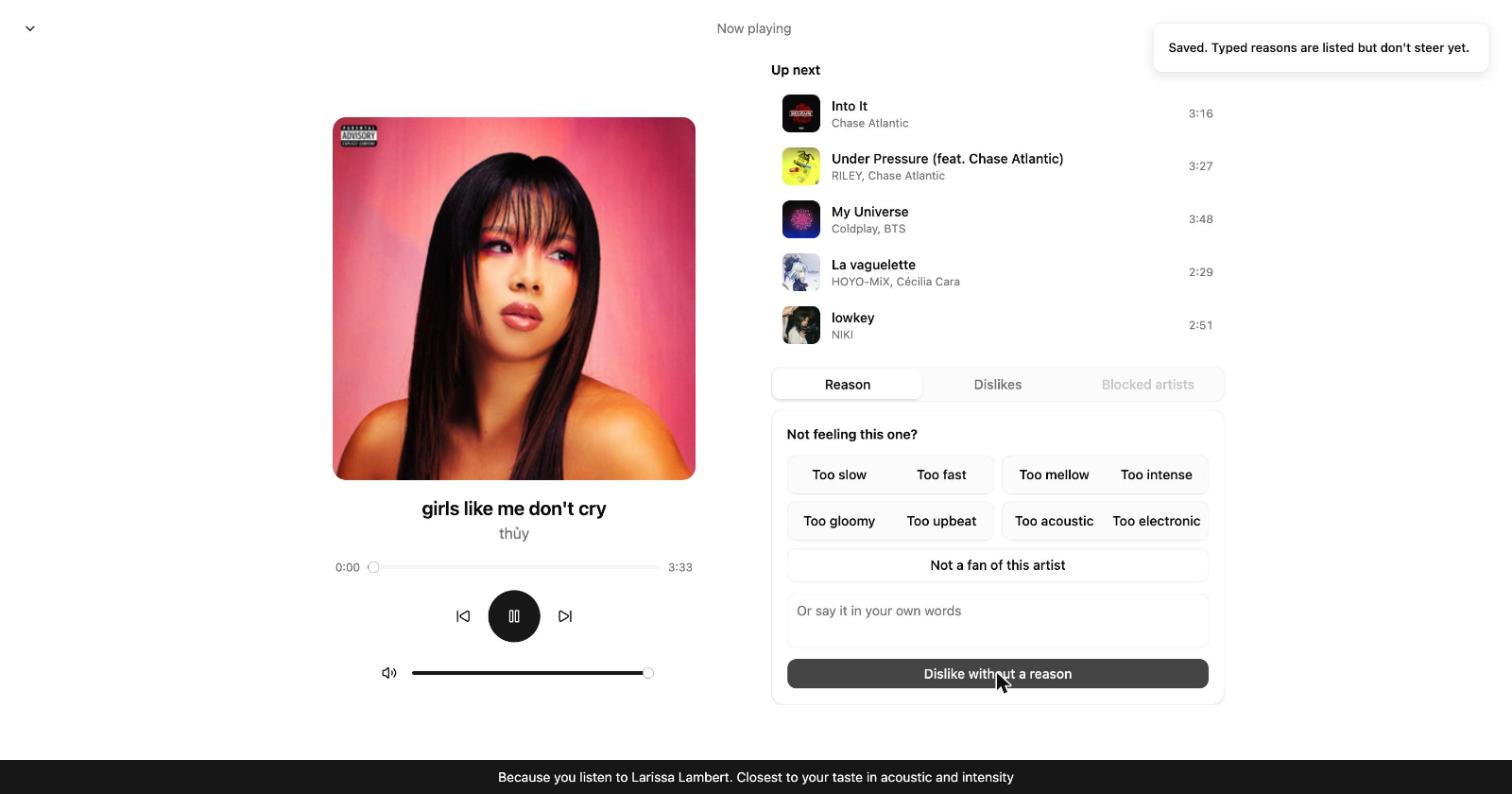 Now playing
Saved. Typed reasons are listed but don't steer yet.
PARENTAL
ADVISORY
EXPLICIT CONTENT
girls like me don't cry
thủy
0:00
3:33
Up next
Into It
Chase Atlantic
3:16
Under Pressure (feat. Chase Atlantic)
RILEY, Chase Atlantic
3:27
My Universe
Coldplay, BTS
3:48
La vaguelette
HOYO-MiX, Cécilia Cara
2:29
lowkey
NIKI
2:51
Reason Dislikes Blocked artists
Not feeling this one?
Too slow Too fast Too mellow Too intense
Too gloomy Too upbeat Too acoustic Too electronic
Not a fan of this artist
Or say it in your own words
Dislike without a reason
Because you listen to Larissa Lambert. Closest to your taste in acoustic and intensity